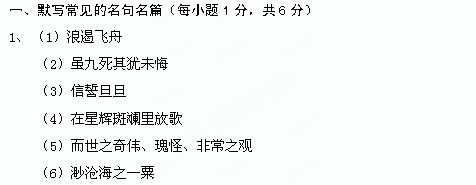 一、默写常见的名句名篇（每小题 1 分，共 6 分）
1、（1）浪遏飞舟
（2）虽九死其犹未悔
（3）信誓旦旦
（4）在星辉斑斓里放歌
（5）而世之奇伟、瑰怪、非常之观
（6）渺沧海之一粟